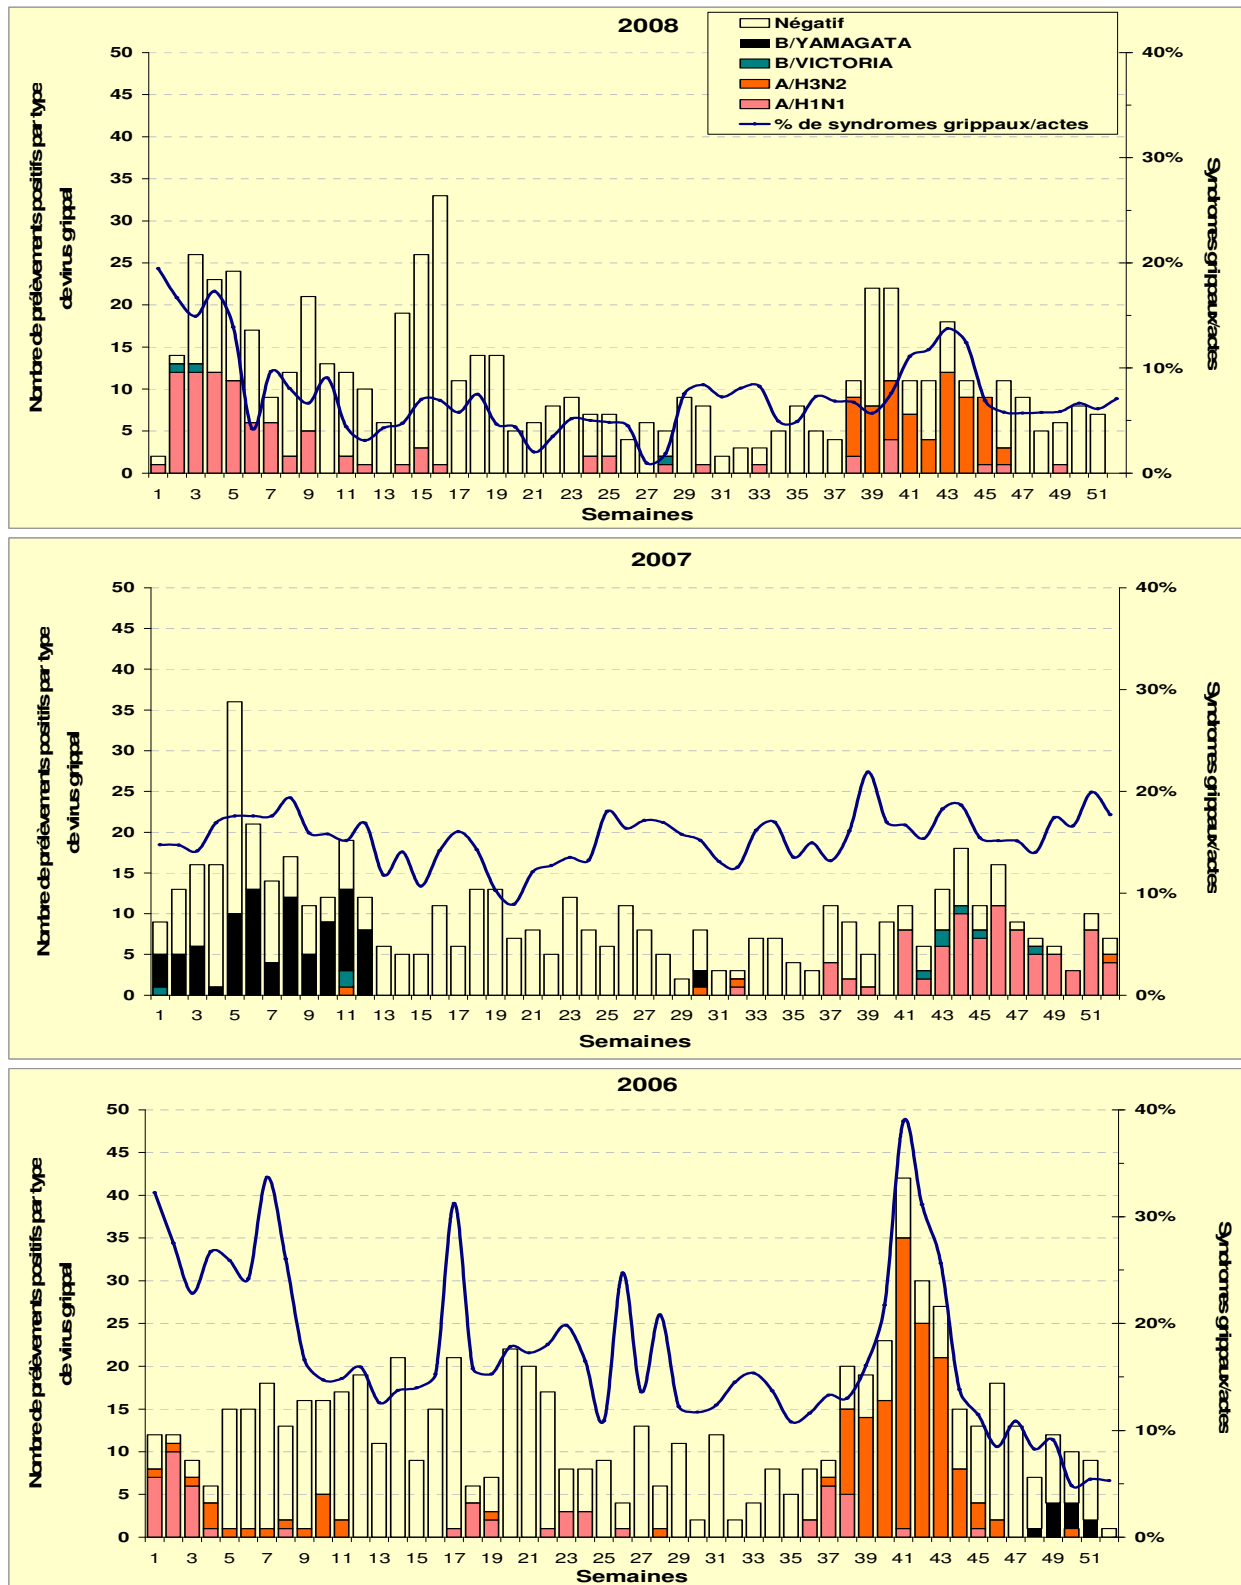 2008
Négatif
B/YAMAGATA
B/VICTORIA
A/H3N2
A/H1N1
% de syndromes grippaux/actes
Nombre de prélèvements positifs par type
de virus grippal
50
45
40
35
30
25
20
15
10
5
0
40%
30%
20%
10%
0%
Syndromes grippaux/actes
1 3 5 7 9 11 13 15 17 19 21 23 25 27 29 31 33 35 37 39 41 43 45 47 49 51
Semaines
2007
Nombre de prélèvements positifs par type
de virus grippal
50
45
40
35
30
25
20
15
10
5
0
40%
30%
20%
10%
0%
Syndromes grippaux/actes
1 3 5 7 9 11 13 15 17 19 21 23 25 27 29 31 33 35 37 39 41 43 45 47 49 51
Semaines
2006
Nombre de prélèvements positifs par type
de virus grippal
50
45
40
35
30
25
20
15
10
5
0
40%
30%
20%
10%
0%
Syndromes grippaux/actes
1 3 5 7 9 11 13 15 17 19 21 23 25 27 29 31 33 35 37 39 41 43 45 47 49 51
Semaines